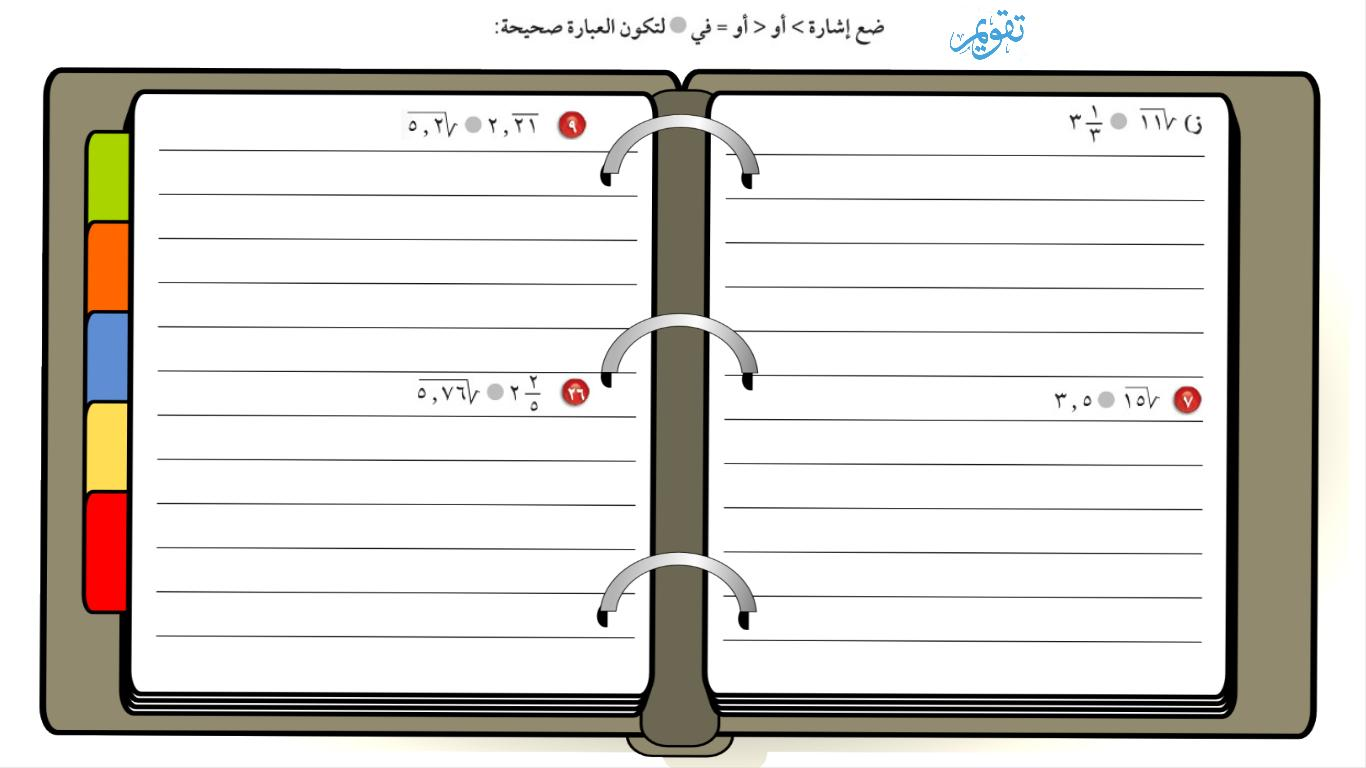 تقويم
ضع إشارة > أو < أو = في ● لتكون العبارة صحيحة:
ز) √١١ ● ٣ ١/٣
٧ √١٥ ● ٣,٥
٩ ٢,٢١ ● √٥,٢
٢٦ ٢ ٢/٥ ● √٥,٧٦